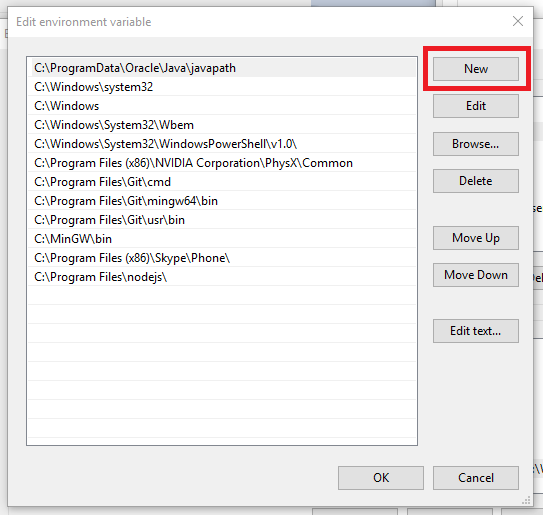 Edit environment variable
C:\ProgramData\Oracle\Java\javapath
C:\Windows\system32
C:\Windows
C:\Windows\System32\Wbem
C:\Windows\System32\WindowsPowerShell\v1.0\
C:\Program Files (x86)\NVIDIA Corporation\PhysX\Common
C:\Program Files\Git\cmd
C:\Program Files\Git\mingw64\bin
C:\Program Files\Git\usr\bin
C:\MinGW\bin
C:\Program Files (x86)\Skype\Phone\
C:\Program Files\nodejs\
New
Edit
Browse...
Delete
Move Up
Move Down
Edit text...
OK
Cancel